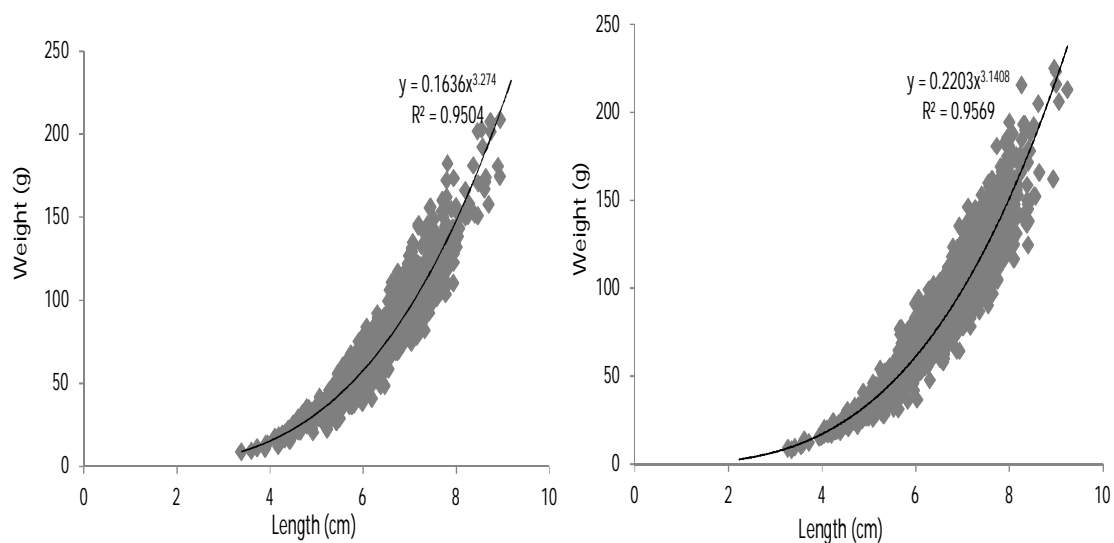 250
200
150
100
50
0
Weight (g)
y = 0.1636x^3.274
R² = 0.9504
0 2 4 6 8 10
Length (cm)
250
200
150
100
50
0
Weight (g)
y = 0.2203x^3.1408
R² = 0.9569
0 2 4 6 8 10
Length (cm)